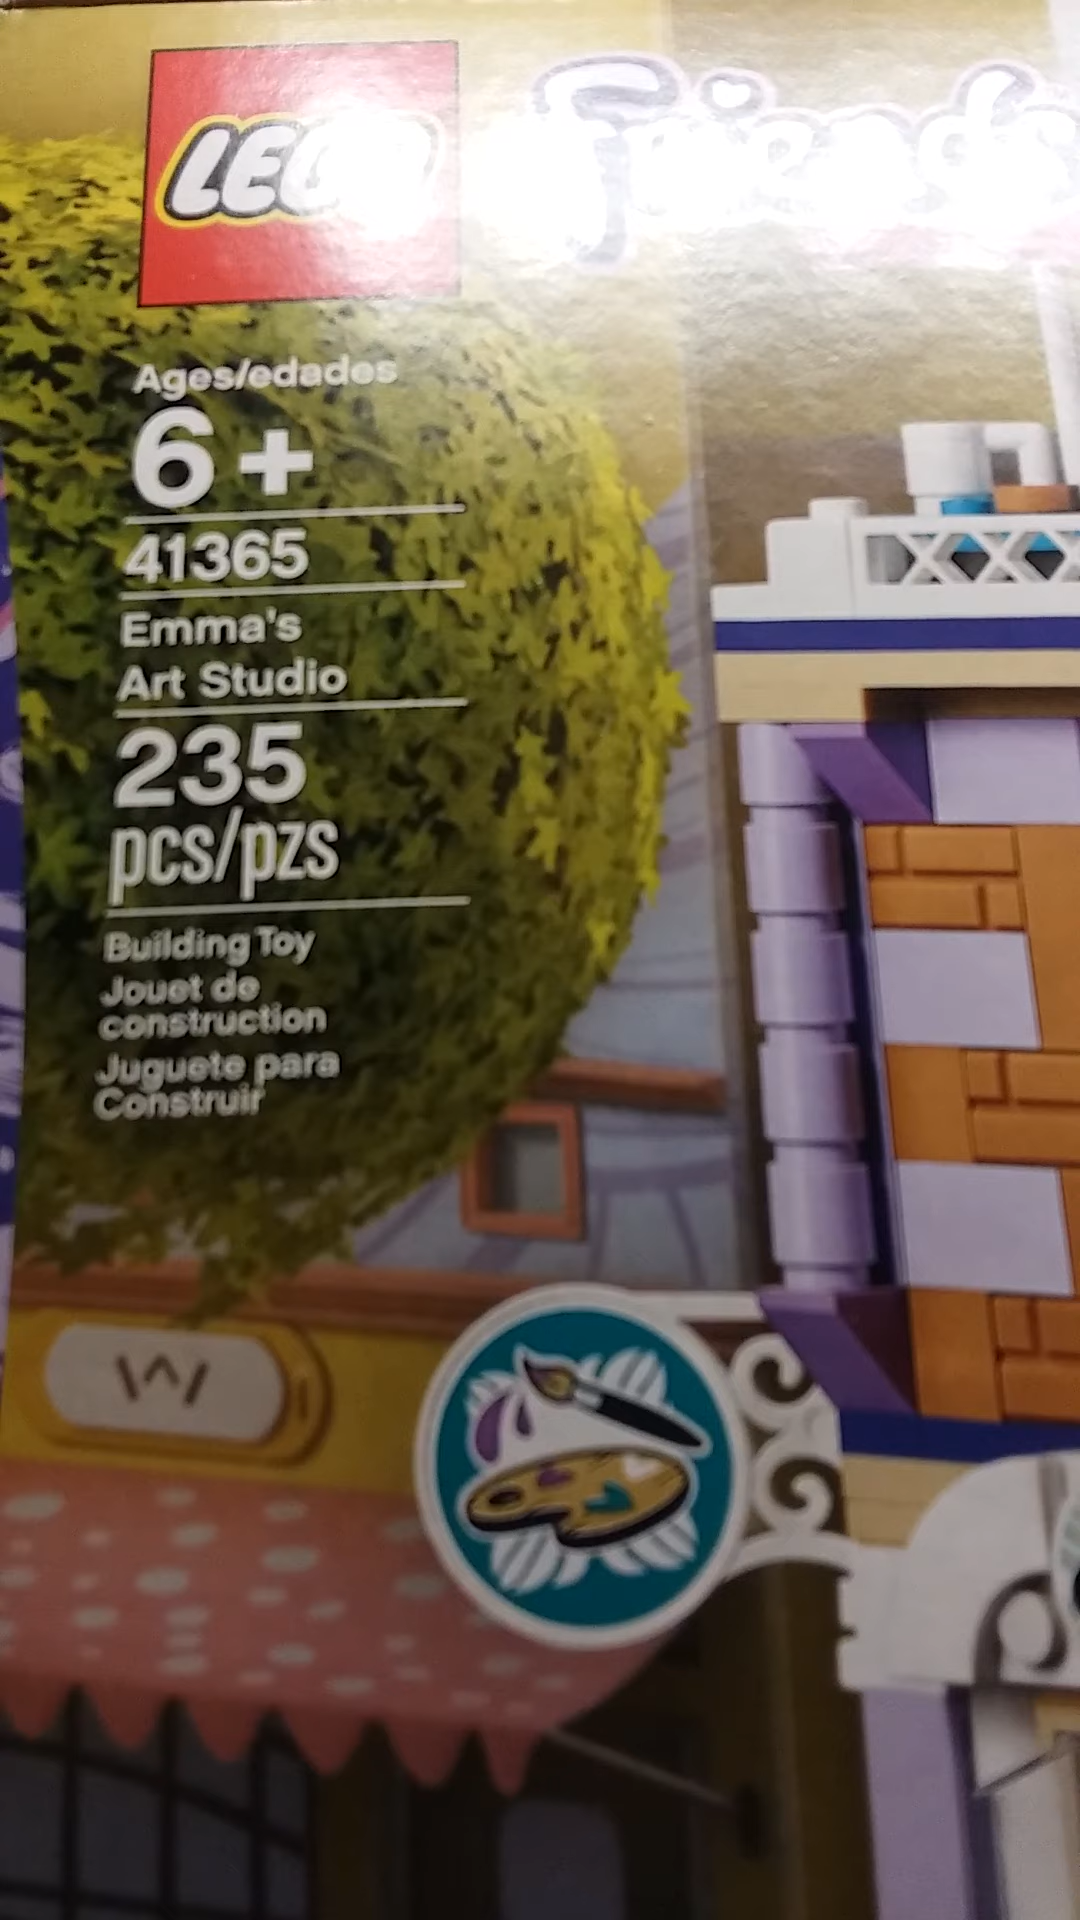 LEGO
Friends
Ages/edades
6+
41365
Emma's
Art Studio
235
pcs/pzs
Building Toy
Jouet de
construction
Juguete para
Construir